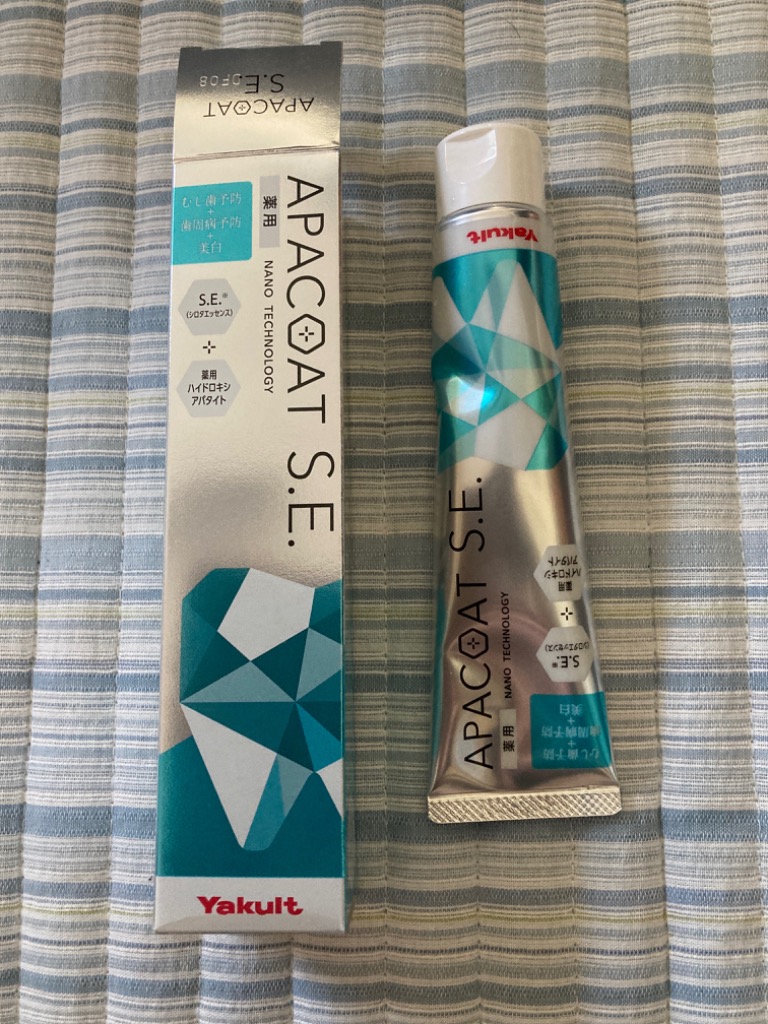 APACOAT
S.E.
DF08
むし歯予防
+
歯周病予防
+
美白
薬用
APACOAT S.E.
NANO TECHNOLOGY
S.E.※
(シロタエッセンス)
+
薬用
ハイドロキシ
アパタイト
Yakult
Yakult
APACOAT S.E.
薬用
NANO TECHNOLOGY
むし歯予防
+
歯周病予防
+
美白
S.E.※
(シロタエッセンス)
+
薬用
ハイドロキシ
アパタイト